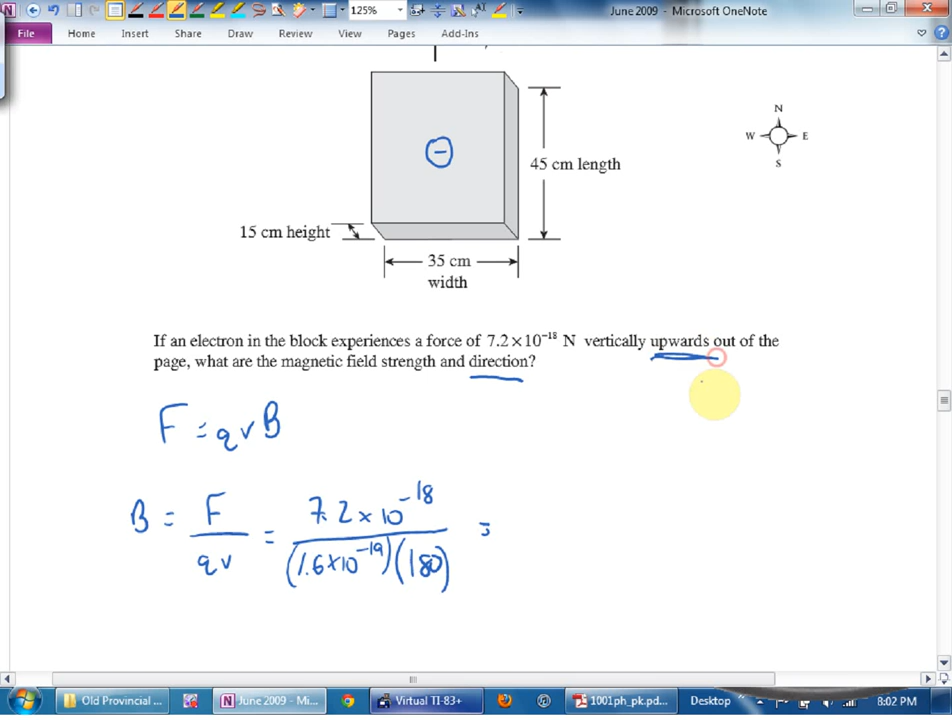 June 2009 - Microsoft OneNote
125%
File Home Insert Share Draw Review View Pages Add-Ins
N
W E
S
45 cm length
15 cm height
35 cm
width
If an electron in the block experiences a force of 7.2×10⁻¹⁸ N vertically upwards out of the
page, what are the magnetic field strength and direction?
F = qvB
B = F / qv = 7.2×10⁻¹⁸ / (1.6×10⁻¹⁹)(180) =
Old Provincial ... June 2009 - Mi... Virtual TI-83+ 1001ph_pk.pd... Desktop 8:02 PM